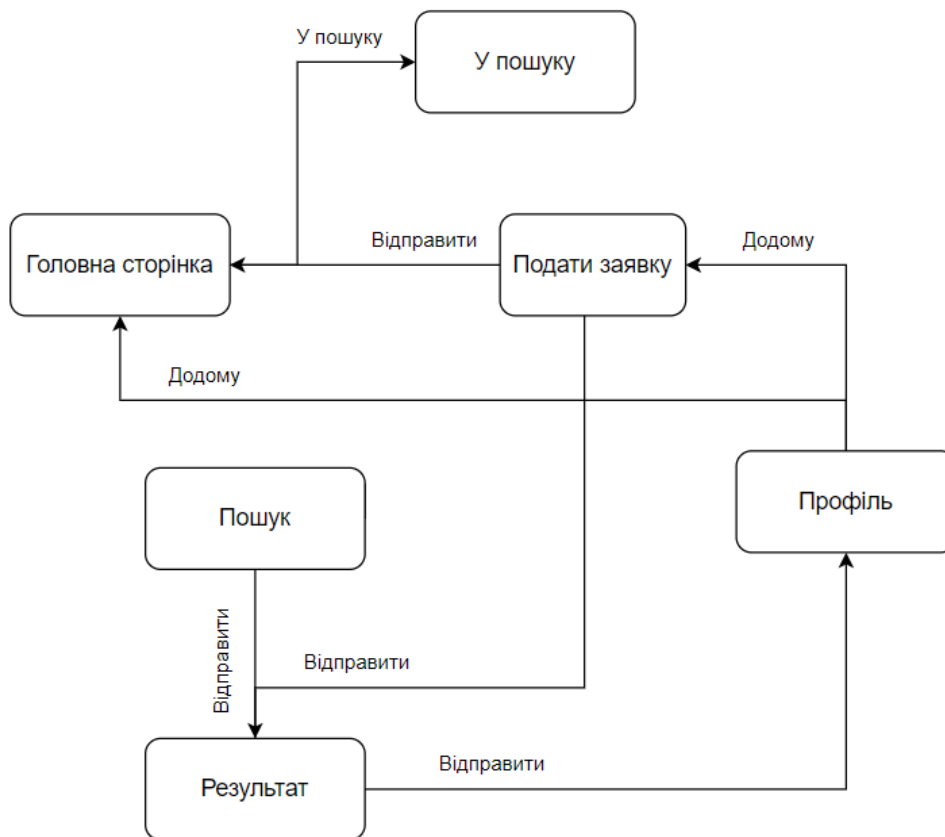 У пошуку
У пошуку
Відправити
Додому
Головна сторінка
Подати заявку
Додому
Пошук
Профіль
Відправити
Відправити
Відправити
Результат